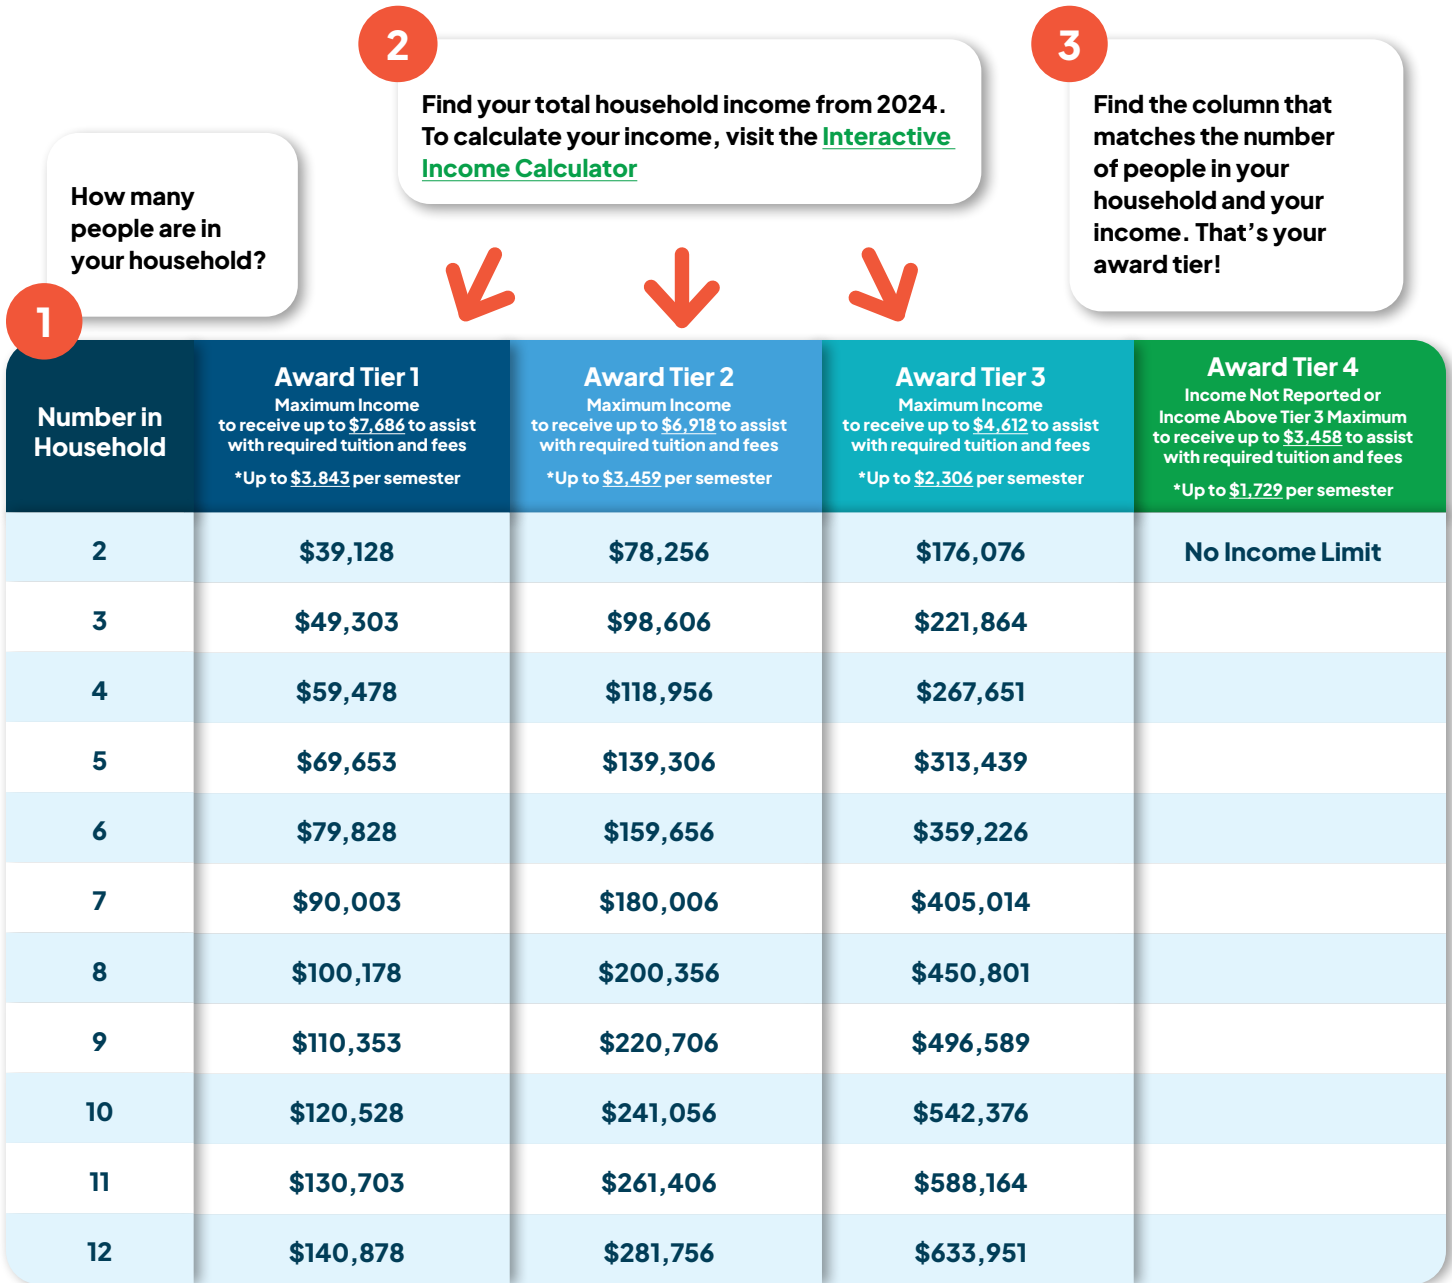 1
How many
people are in
your household?
2
Find your total household income from 2024.
To calculate your income, visit the Interactive
Income Calculator
3
Find the column that
matches the number
of people in your
household and your
income. That's your
award tier!
Number in
Household
Award Tier 1
Maximum Income
to receive up to $7,686 to assist
with required tuition and fees
*Up to $3,843 per semester
Award Tier 2
Maximum Income
to receive up to $6,918 to assist
with required tuition and fees
*Up to $3,459 per semester
Award Tier 3
Maximum Income
to receive up to $4,612 to assist
with required tuition and fees
*Up to $2,306 per semester
Award Tier 4
Income Not Reported or
Income Above Tier 3 Maximum
to receive up to $3,458 to assist
with required tuition and fees
*Up to $1,729 per semester
2 $39,128 $78,256 $176,076 No Income Limit
3 $49,303 $98,606 $221,864
4 $59,478 $118,956 $267,651
5 $69,653 $139,306 $313,439
6 $79,828 $159,656 $359,226
7 $90,003 $180,006 $405,014
8 $100,178 $200,356 $450,801
9 $110,353 $220,706 $496,589
10 $120,528 $241,056 $542,376
11 $130,703 $261,406 $588,164
12 $140,878 $281,756 $633,951